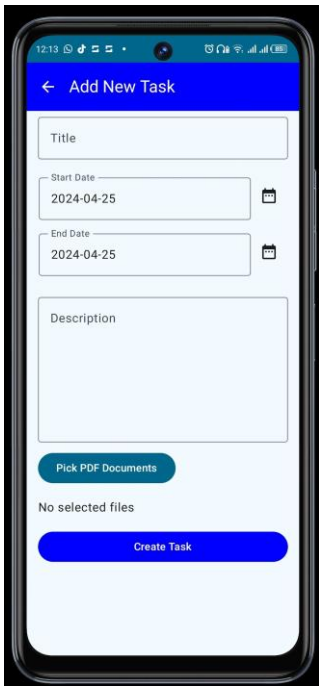 12:13
Add New Task
Title
Start Date
2024-04-25
End Date
2024-04-25
Description
Pick PDF Documents
No selected files
Create Task